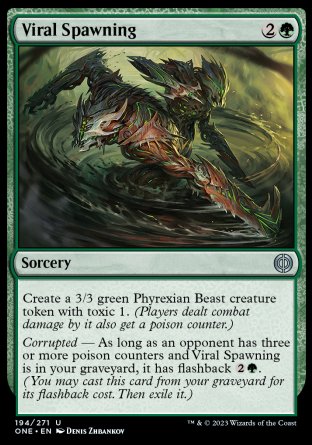 Viral Spawning 2
Sorcery
Create a 3/3 green Phyrexian Beast creature
token with toxic 1. (Players dealt combat
damage by it also get a poison counter.)
Corrupted — As long as an opponent has three
or more poison counters and Viral Spawning
is in your graveyard, it has flashback 2.
(You may cast this card from your graveyard for
its flashback cost. Then exile it.)
194/271 U
ONE • EN Denis Zhbankov
™ & © 2023 Wizards of the Coast